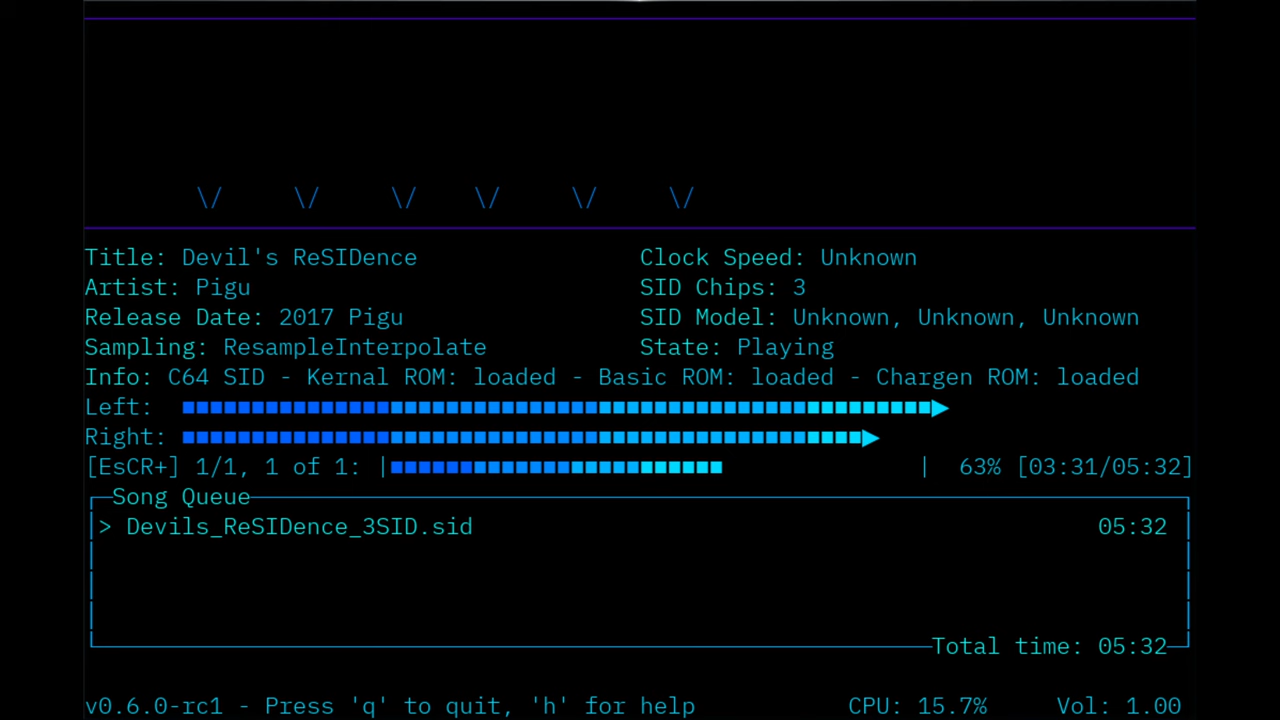 \/ \/ \/ \/ \/ \/
Title: Devil's ReSIDence Clock Speed: Unknown
Artist: Pigu SID Chips: 3
Release Date: 2017 Pigu SID Model: Unknown, Unknown, Unknown
Sampling: ResampleInterpolate State: Playing
Info: C64 SID - Kernal ROM: loaded - Basic ROM: loaded - Chargen ROM: loaded
Left:
Right:
[EsCR+] 1/1, 1 of 1: | | 63% [03:31/05:32]
Song Queue
> Devils_ReSIDence_3SID.sid 05:32
Total time: 05:32
v0.6.0-rc1 - Press 'q' to quit, 'h' for help CPU: 15.7% Vol: 1.00